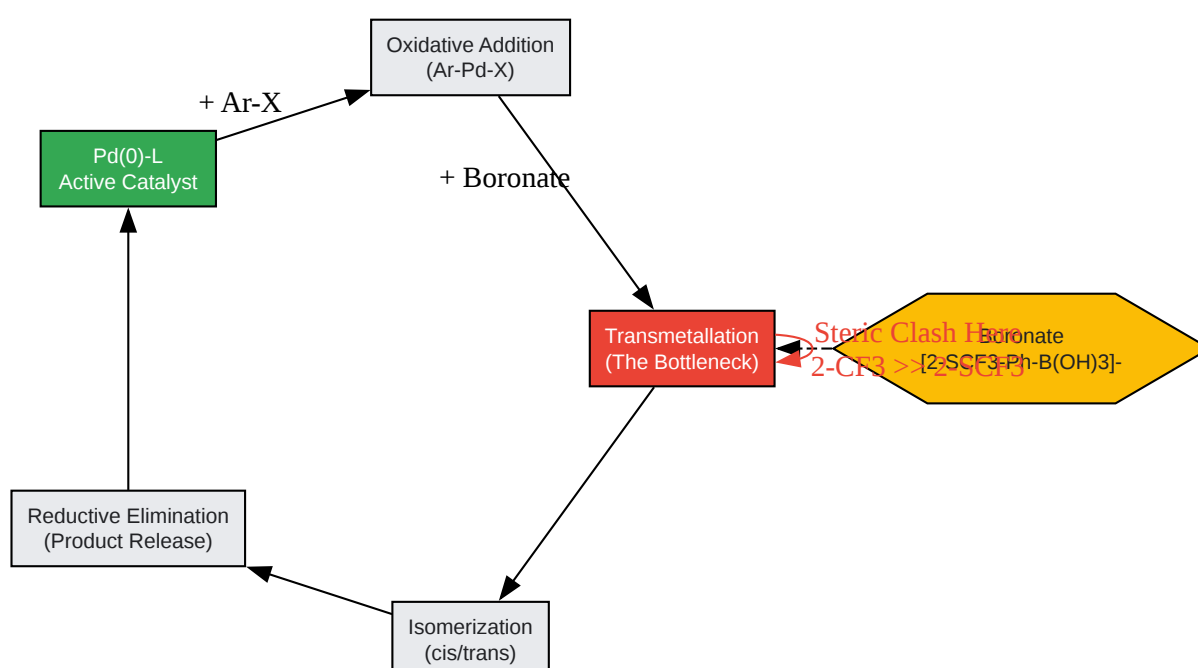 Oxidative Addition
(Ar-Pd-X)
+ Ar-X
Pd(0)-L
Active Catalyst
+ Boronate
Transmetallation
(The Bottleneck)
Steric Clash Here
2-CF3 >> 2-SCF3
Boronate
[2-SCF3-Ph-B(OH)3]-
Reductive Elimination
(Product Release)
Isomerization
(cis/trans)